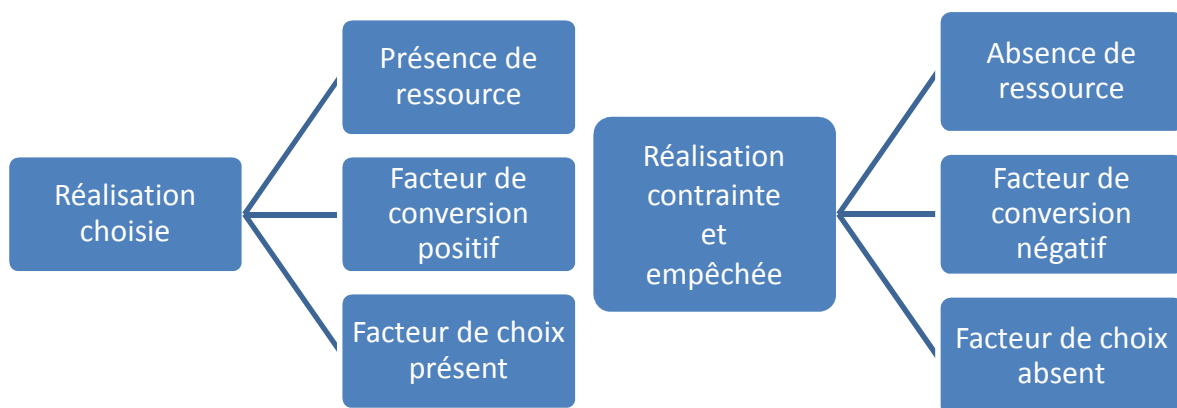 Réalisation
choisie
Présence de
ressource
Facteur de
conversion
positif
Facteur de choix
présent
Réalisation
contrainte
et
empêchée
Absence de
ressource
Facteur de
conversion
négatif
Facteur de choix
absent